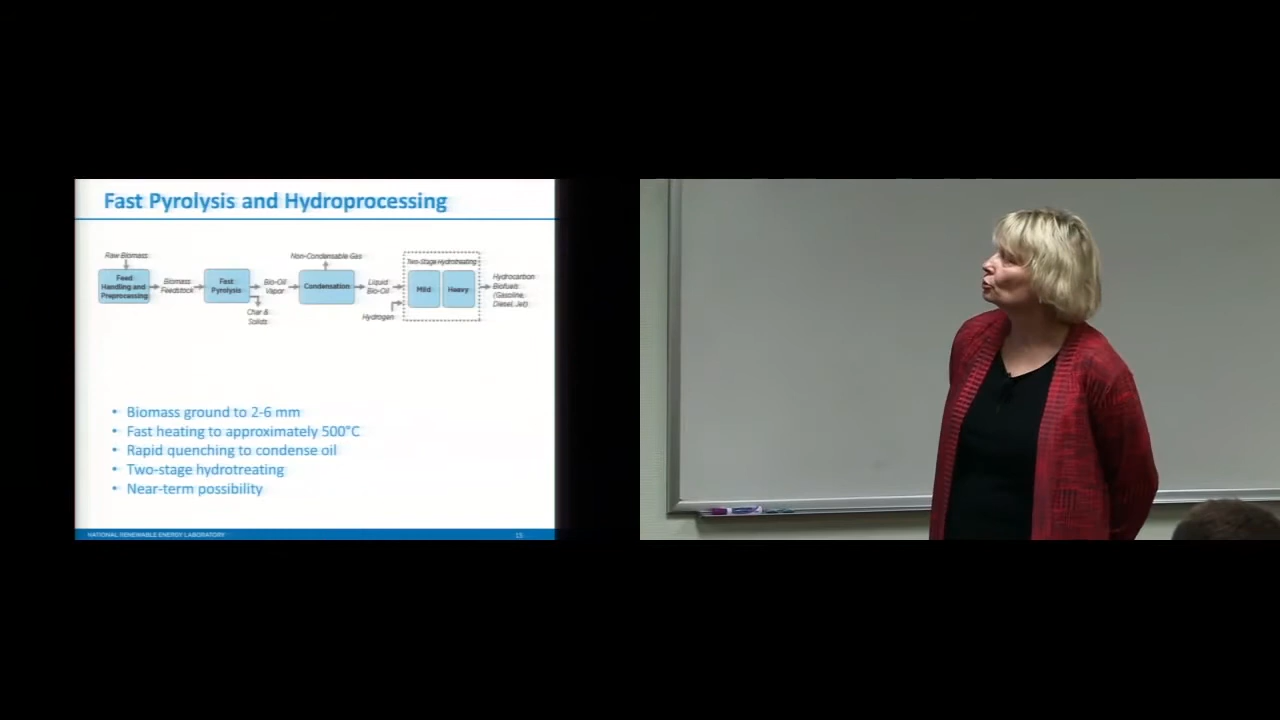 Fast Pyrolysis and Hydroprocessing
Raw Biomass
Non-Condensable Gas
Two-Stage Hydrotreating
Feed
Handling and
Preprocessing
Biomass
Feedstock
Fast
Pyrolysis
Bio-Oil
Vapor
Condensation
Liquid
Bio-Oil
Mild
Heavy
Hydrocarbon
Biofuels
(Gasoline,
Diesel, Jet)
Char &
Solids
Hydrogen
• Biomass ground to 2-6 mm
• Fast heating to approximately 500°C
• Rapid quenching to condense oil
• Two-stage hydrotreating
• Near-term possibility
NATIONAL RENEWABLE ENERGY LABORATORY